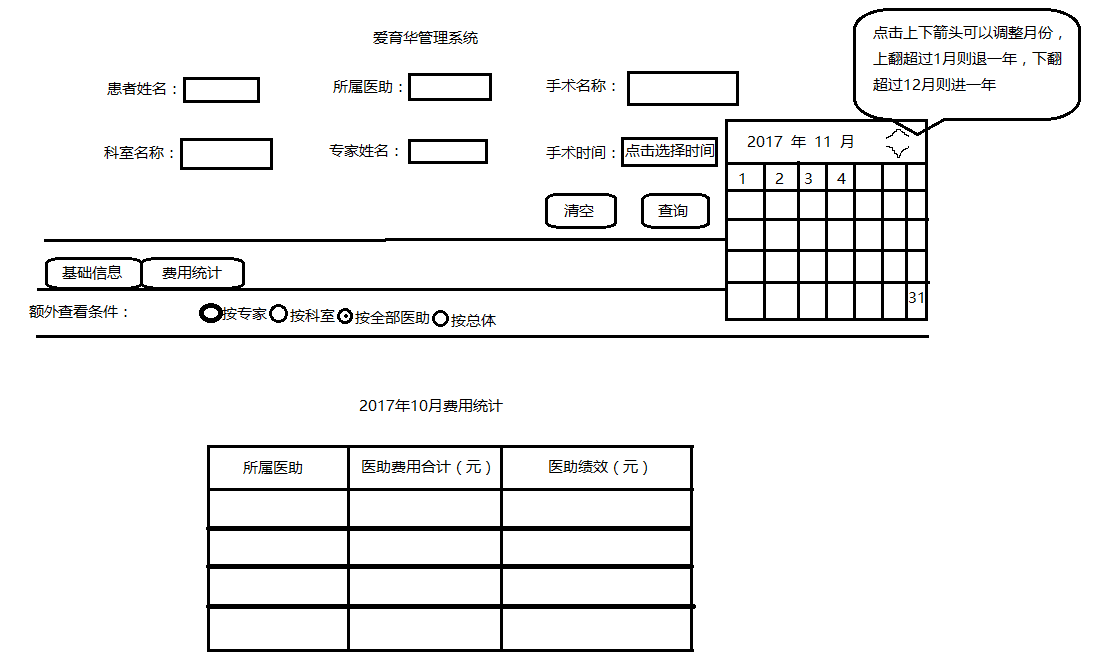 爱育华管理系统
点击上下箭头可以调整月份，
上翻超过1月则退一年，下翻
超过12月则进一年
患者姓名：
所属医助：
手术名称：
科室名称：
专家姓名：
手术时间：
点击选择时间
2017 年 11 月
1 2 3 4
31
清空
查询
基础信息
费用统计
额外查看条件：
按专家
按科室
按全部医助
按总体
2017年10月费用统计
所属医助 医助费用合计（元） 医助绩效（元）